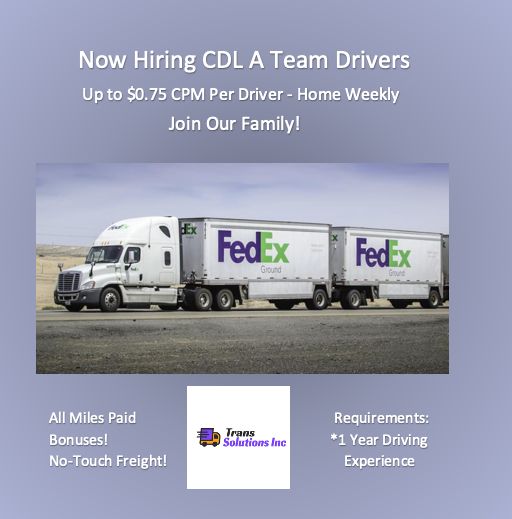 Now Hiring CDL A Team Drivers
Up to $0.75 CPM Per Driver - Home Weekly
Join Our Family!
FedEx
Ground
FedEx
Ground
All Miles Paid
Bonuses!
No-Touch Freight!
Trans
Solutions Inc
Requirements:
*1 Year Driving
Experience